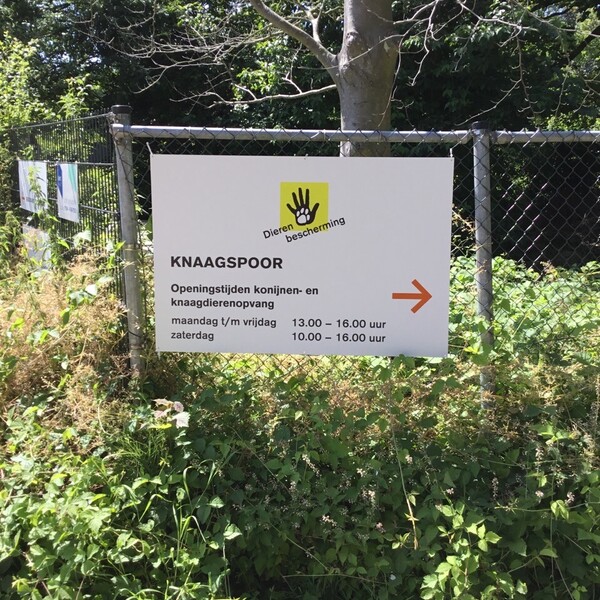 Dieren
bescherming
KNAAGSPOOR
Openingstijden konijnen- en
knaagdierenopvang
maandag t/m vrijdag 13.00 – 16.00 uur
zaterdag 10.00 – 16.00 uur